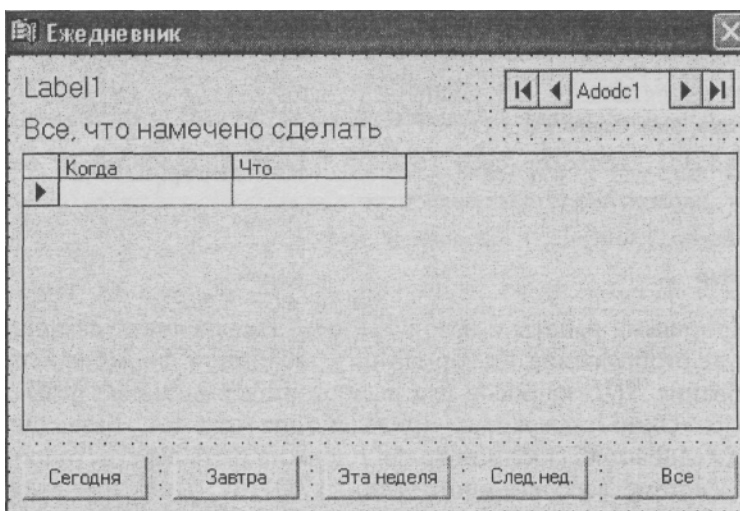 Ежедневник
Label1
Adodc1
Все, что намечено сделать
Когда Что
Сегодня Завтра Эта неделя След.нед. Все